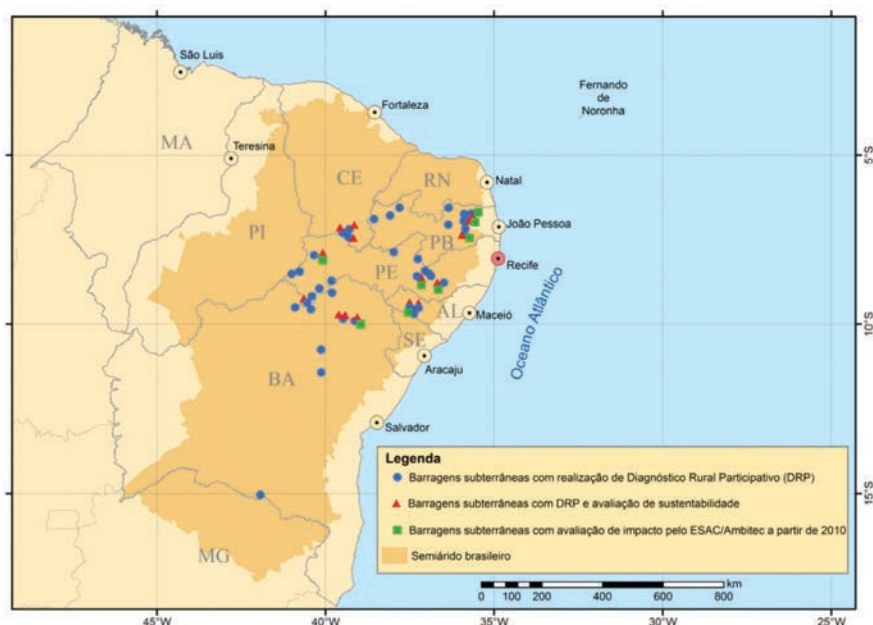 São Luis
Fortaleza
Fernando
de
Noronha
MA
Teresina
5°S
CE
RN
Natal
PI
PB
João Pessoa
PE
Recife
AL
Maceió
10°S
SE
Aracaju
Oceano Atlântico
BA
Salvador
Legenda
Barragens subterrâneas com realização de Diagnóstico Rural Participativo (DRP)
Barragens subterrâneas com DRP e avaliação de sustentabilidade
15°S
Barragens subterrâneas com avaliação de impacto pelo ESAC/Ambitec a partir de 2010
Semiárido brasileiro
MG
km
0 100 200 400 600 800
45°W 40°W 35°W 30°W 25°W